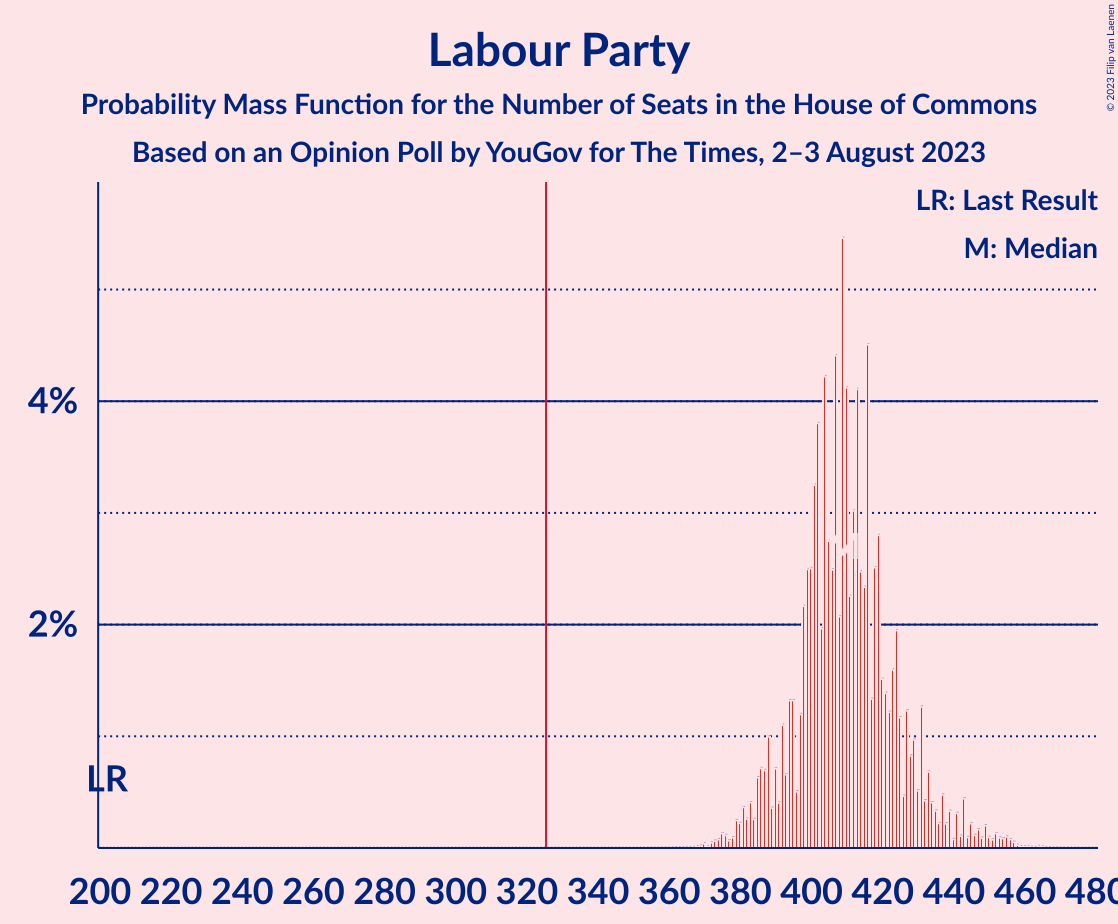 Labour Party
Probability Mass Function for the Number of Seats in the House of Commons
Based on an Opinion Poll by YouGov for The Times, 2–3 August 2023
© 2023 Filip van Laenen
LR: Last Result
M: Median
4%
2%
LR
200 220 240 260 280 300 320 340 360 380 400 420 440 460 480